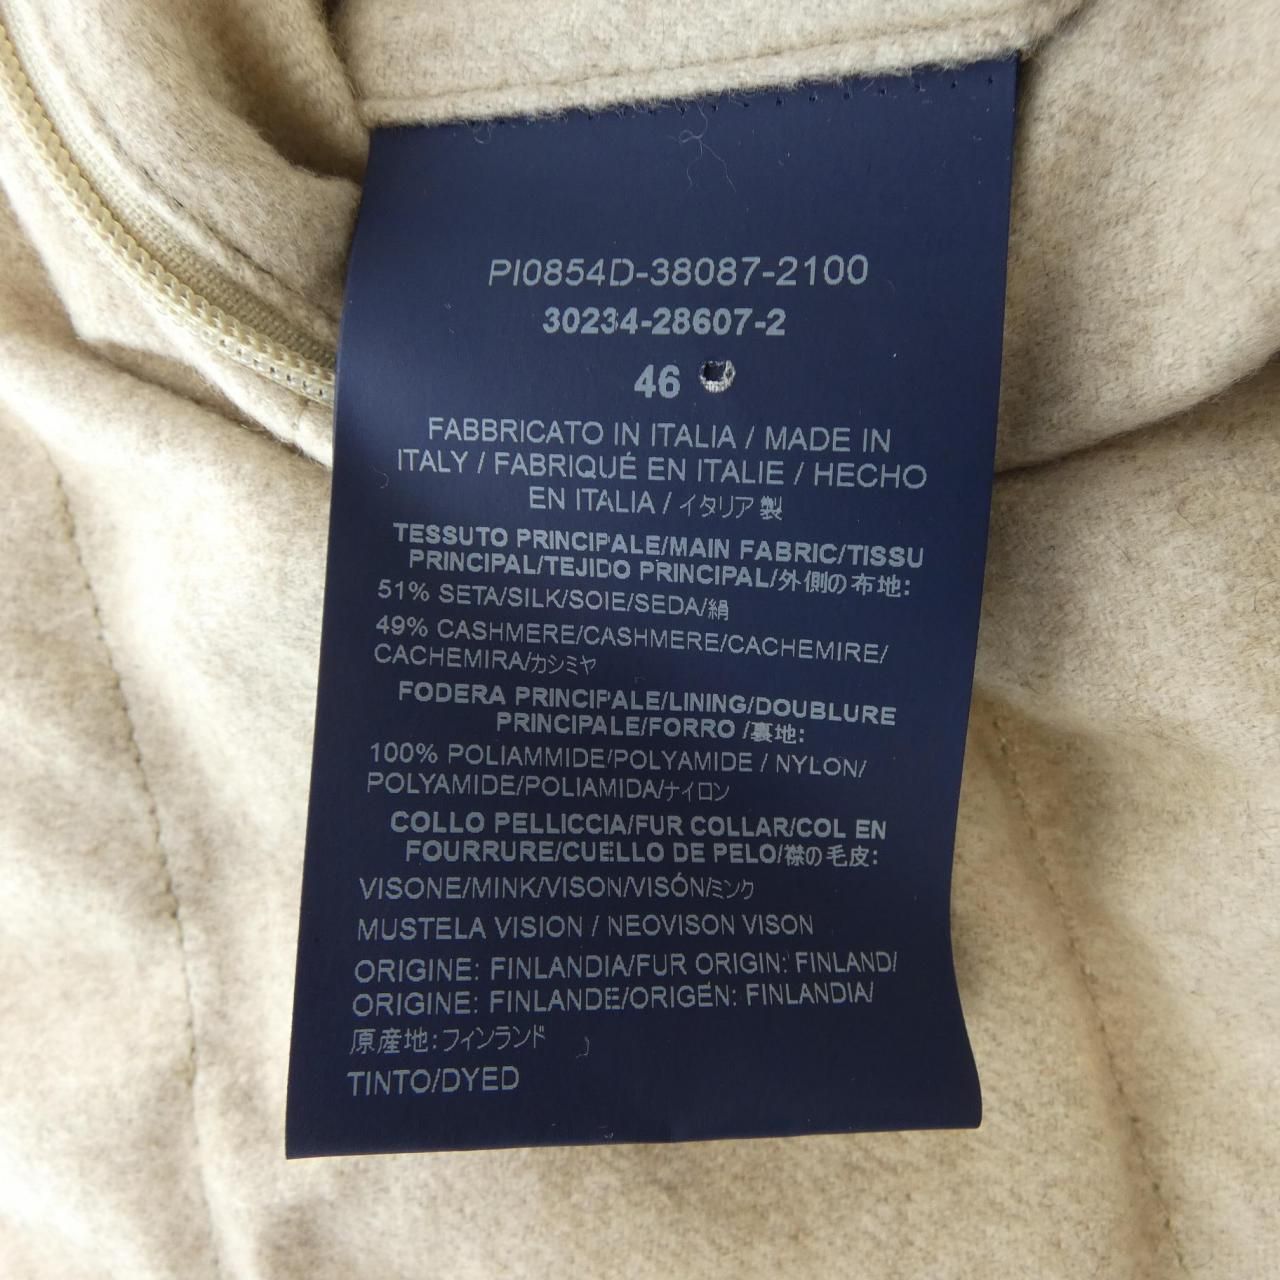 PI0854D-38087-2100
30234-28607-2
46
FABBRICATO IN ITALIA / MADE IN
ITALY / FABRIQUÉ EN ITALIE / HECHO
EN ITALIA / イタリア製
TESSUTO PRINCIPALE/MAIN FABRIC/TISSU
PRINCIPAL/TEJIDO PRINCIPAL/外側の布地:
51% SETA/SILK/SOIE/SEDA/絹
49% CASHMERE/CASHMERE/CACHEMIRE/
CACHEMIRA/カシミヤ
FODERA PRINCIPALE/LINING/DOUBLURE
PRINCIPALE/FORRO /裏地:
100% POLIAMMIDE/POLYAMIDE / NYLON/
POLYAMIDE/POLIAMIDA/ナイロン
COLLO PELLICCIA/FUR COLLAR/COL EN
FOURRURE/CUELLO DE PELO/襟の毛皮:
VISONE/MINK/VISON/VISÓN/ミンク
MUSTELA VISION / NEOVISON VISON
ORIGINE: FINLANDIA/FUR ORIGIN: FINLAND/
ORIGINE: FINLANDE/ORIGEN: FINLANDIA/
原産地:フィンランド
TINTO/DYED